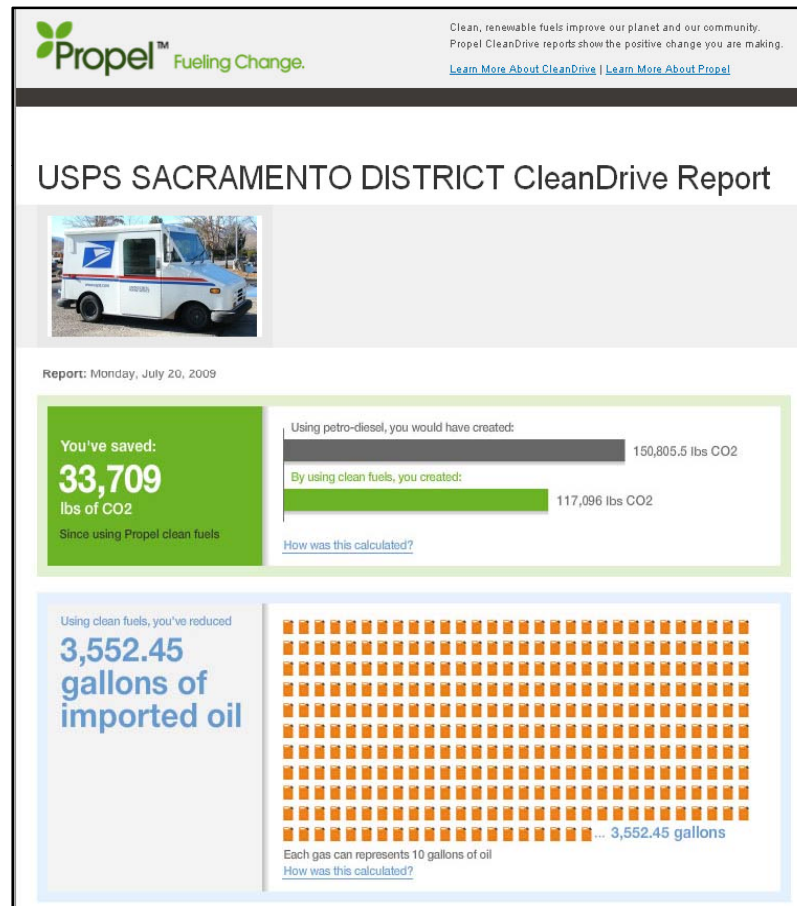 Propel™ Fueling Change.
Clean, renewable fuels improve our planet and our community.
Propel CleanDrive reports show the positive change you are making.
Learn More About CleanDrive | Learn More About Propel
USPS SACRAMENTO DISTRICT CleanDrive Report
Report: Monday, July 20, 2009
You've saved:
33,709
lbs of CO2
Since using Propel clean fuels
Using petro-diesel, you would have created:
150,805.5 lbs CO2
By using clean fuels, you created:
117,096 lbs CO2
How was this calculated?
Using clean fuels, you've reduced
3,552.45
gallons of
imported oil
... 3,552.45 gallons
Each gas can represents 10 gallons of oil
How was this calculated?